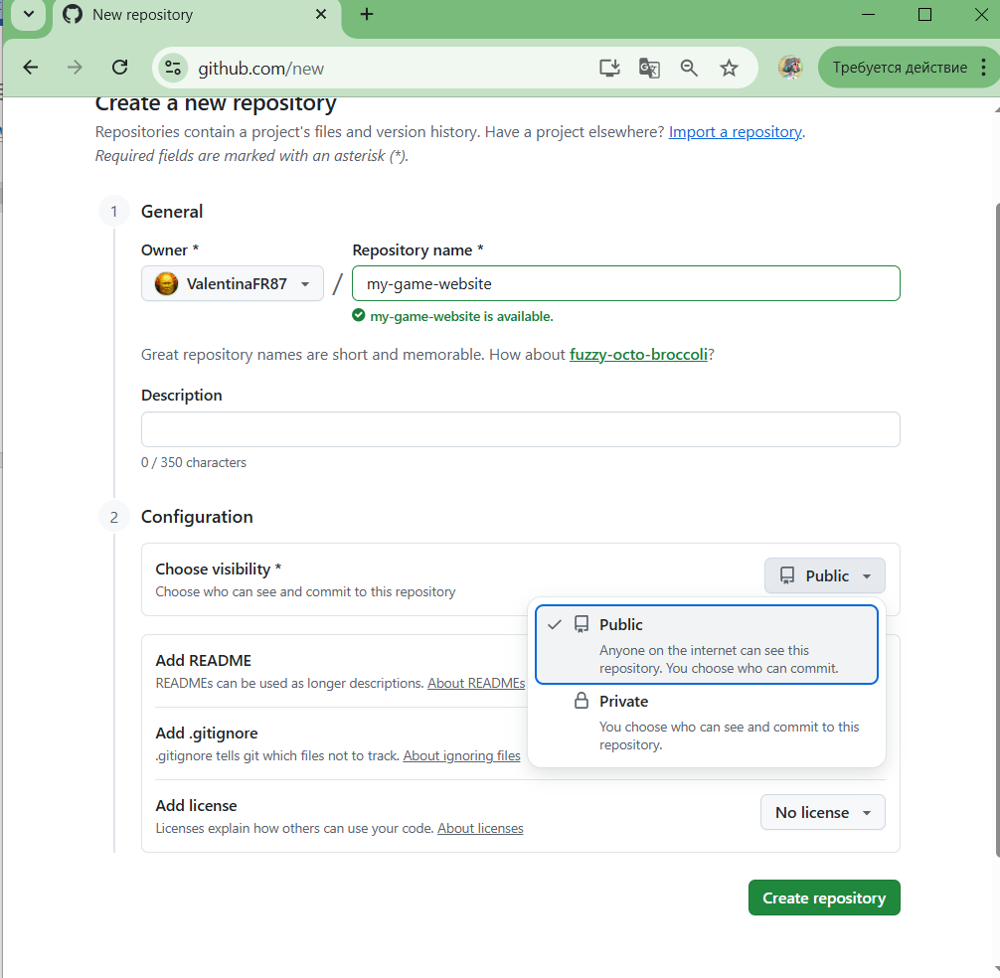 New repository
github.com/new
Требуется действие
Create a new repository
Repositories contain a project's files and version history. Have a project elsewhere? Import a repository.
Required fields are marked with an asterisk (*).
1
General
Owner *
Repository name *
ValentinaFR87
/
my-game-website
my-game-website is available.
Great repository names are short and memorable. How about fuzzy-octo-broccoli?
Description
0 / 350 characters
2
Configuration
Choose visibility *
Choose who can see and commit to this repository
Public
Public
Anyone on the internet can see this
repository. You choose who can commit.
Private
You choose who can see and commit to this
repository.
Add README
READMEs can be used as longer descriptions. About READMEs
Add .gitignore
.gitignore tells git which files not to track. About ignoring files
Add license
Licenses explain how others can use your code. About licenses
No license
Create repository